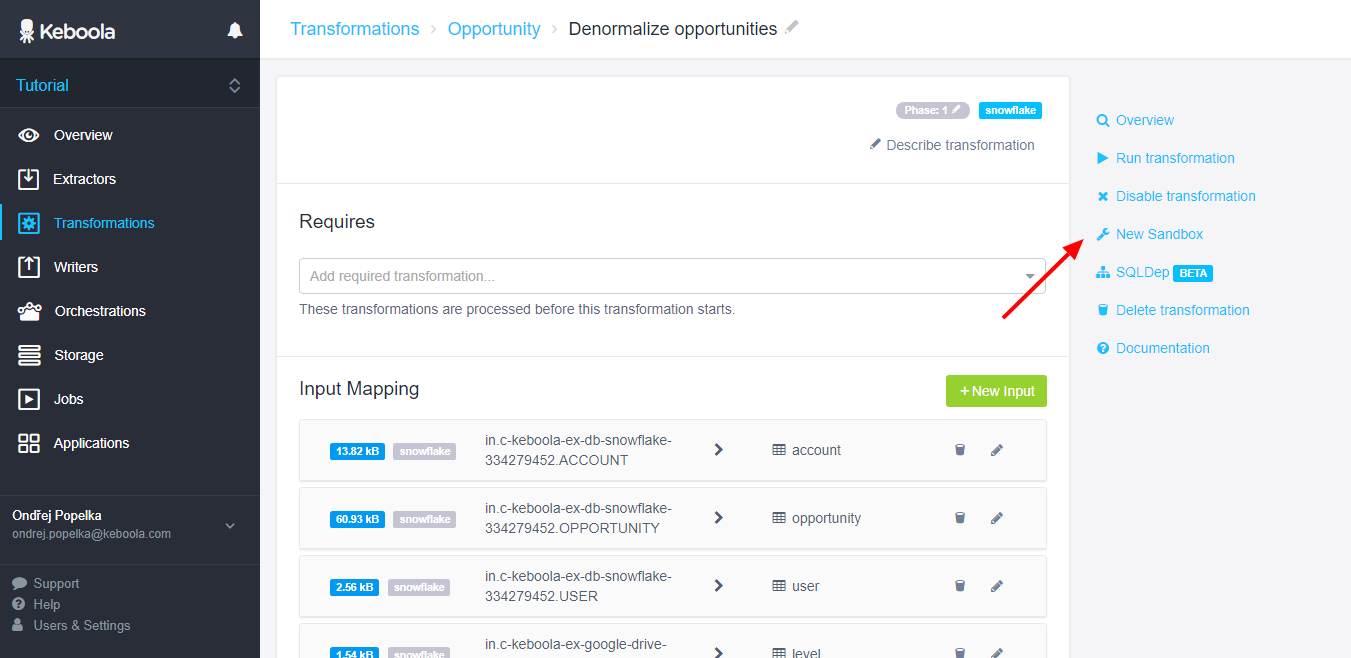 Keboola
Tutorial
Overview
Extractors
Transformations
Writers
Orchestrations
Storage
Jobs
Applications
Ondřej Popelka
ondrej.popelka@keboola.com
Support
Help
Users & Settings
Transformations › Opportunity › Denormalize opportunities
Phase: 1 snowflake
Describe transformation
Requires
Add required transformation...
These transformations are processed before this transformation starts.
Input Mapping
+ New Input
13.82 kB snowflake in.c-keboola-ex-db-snowflake-
334279452.ACCOUNT account
60.93 kB snowflake in.c-keboola-ex-db-snowflake-
334279452.OPPORTUNITY opportunity
2.56 kB snowflake in.c-keboola-ex-db-snowflake-
334279452.USER user
1.54 kB snowflake in.c-keboola-ex-google-drive- level
Overview
Run transformation
Disable transformation
New Sandbox
SQLDep BETA
Delete transformation
Documentation